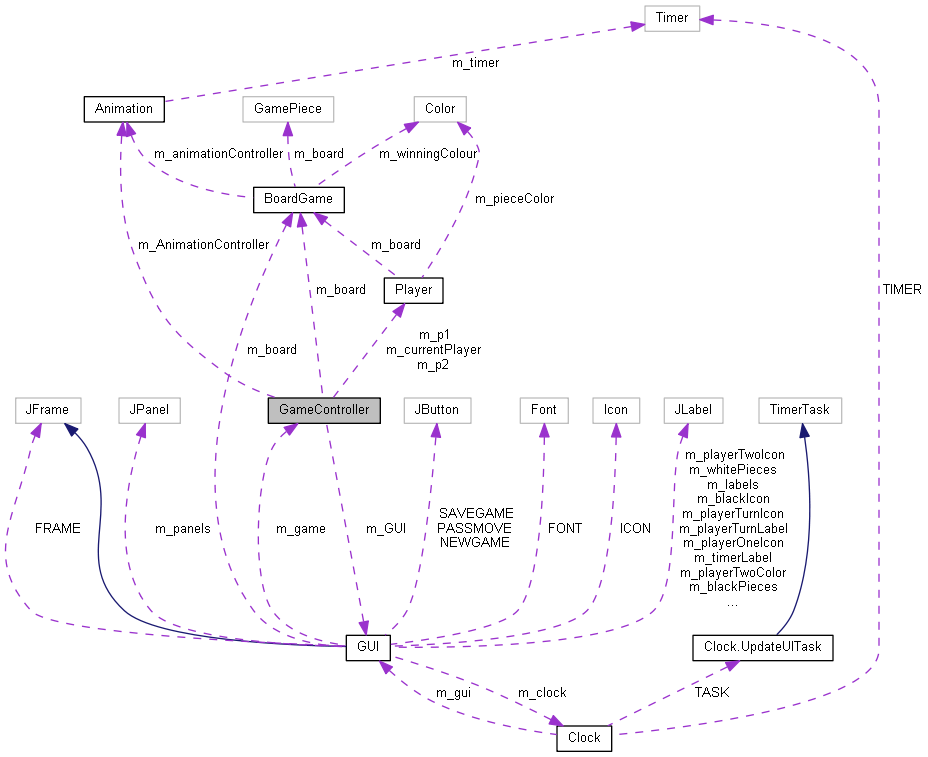 Timer
m_timer
Animation
GamePiece
Color
m_animationController
m_board
m_winningColour
BoardGame
m_pieceColor
m_AnimationController
m_board
Player
m_board
TIMER
m_p1
m_currentPlayer
m_p2
m_board
JFrame
JPanel
GameController
JButton
Font
Icon
JLabel
TimerTask
m_playerTwoIcon
m_whitePieces
m_labels
m_blackIcon
m_playerTurnIcon
m_playerTurnLabel
m_playerOneIcon
m_timerLabel
m_playerTwoColor
m_blackPieces
...
FRAME
m_panels
m_game
m_GUI
SAVEGAME
PASSMOVE
NEWGAME
FONT
ICON
GUI
Clock.UpdateUITask
m_gui
m_clock
TASK
Clock